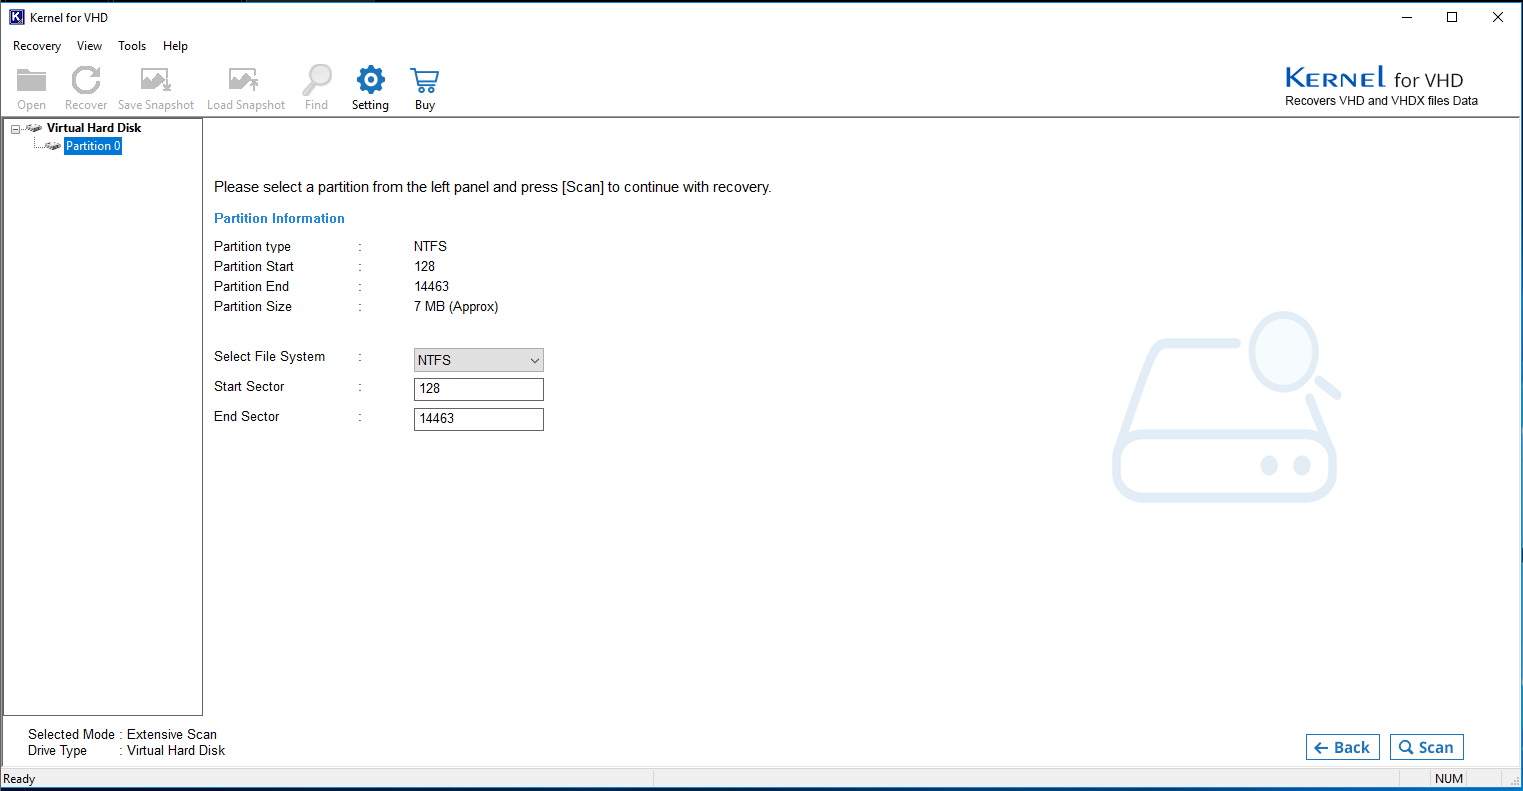 Kernel for VHD
Recovery View Tools Help
Open Recover Save Snapshot Load Snapshot Find Setting Buy
KERNEL for VHD
Recovers VHD and VHDX files Data
Virtual Hard Disk
Partition 0
Please select a partition from the left panel and press [Scan] to continue with recovery.
Partition Information
Partition type : NTFS
Partition Start : 128
Partition End : 14463
Partition Size : 7 MB (Approx)
Select File System : NTFS
Start Sector : 128
End Sector : 14463
Selected Mode : Extensive Scan
Drive Type : Virtual Hard Disk
Back Scan
Ready NUM